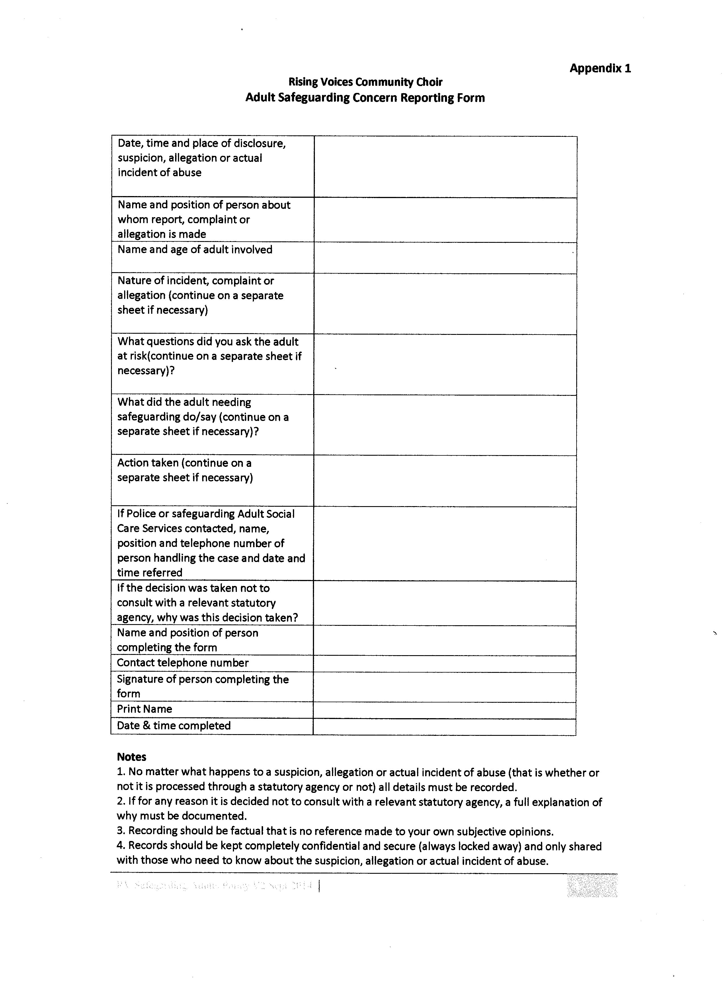 Appendix 1
Rising Voices Community Choir
Adult Safeguarding Concern Reporting Form
Date, time and place of disclosure,
suspicion, allegation or actual
incident of abuse
Name and position of person about
whom report, complaint or
allegation is made
Name and age of adult involved
Nature of incident, complaint or
allegation (continue on a separate
sheet if necessary)
What questions did you ask the adult
at risk(continue on a separate sheet if
necessary)?
What did the adult needing
safeguarding do/say (continue on a
separate sheet if necessary)?
Action taken (continue on a
separate sheet if necessary)
If Police or safeguarding Adult Social
Care Services contacted, name,
position and telephone number of
person handling the case and date and
time referred
If the decision was taken not to
consult with a relevant statutory
agency, why was this decision taken?
Name and position of person
completing the form
Contact telephone number
Signature of person completing the
form
Print Name
Date & time completed
Notes
1. No matter what happens to a suspicion, allegation or actual incident of abuse (that is whether or
not it is processed through a statutory agency or not) all details must be recorded.
2. If for any reason it is decided not to consult with a relevant statutory agency, a full explanation of
why must be documented.
3. Recording should be factual that is no reference made to your own subjective opinions.
4. Records should be kept completely confidential and secure (always locked away) and only shared
with those who need to know about the suspicion, allegation or actual incident of abuse.
V2 Sept 2014 |